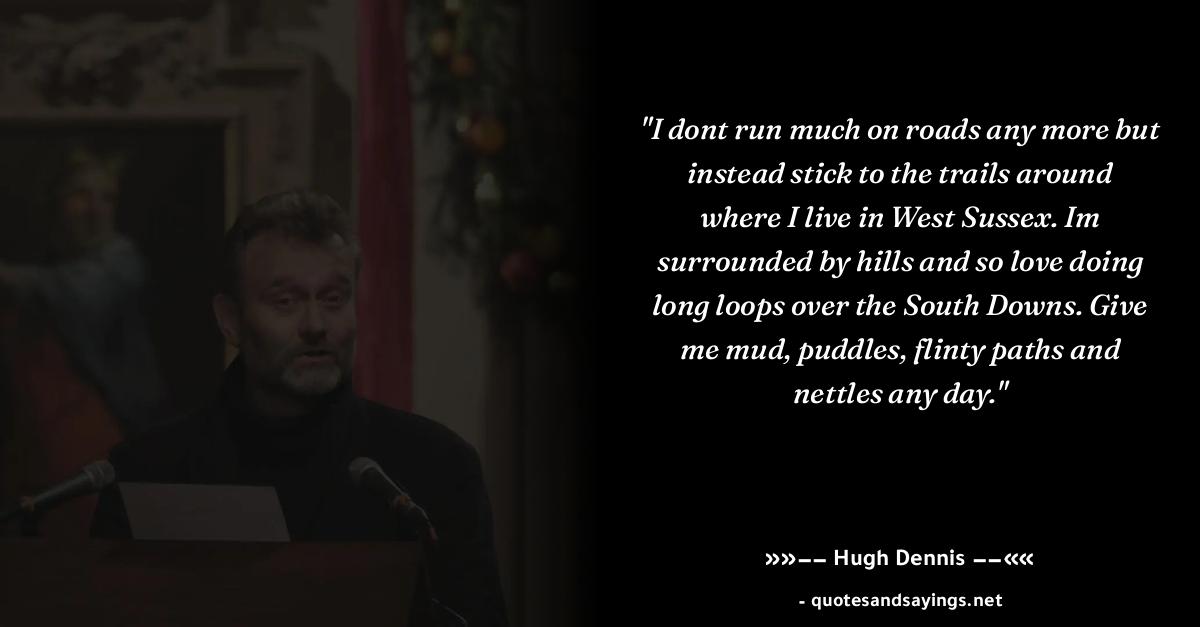 "I dont run much on roads any more but
instead stick to the trails around
where I live in West Sussex. Im
surrounded by hills and so love doing
long loops over the South Downs. Give
me mud, puddles, flinty paths and
nettles any day."
»»—— Hugh Dennis ——««
- quotesandsayings.net